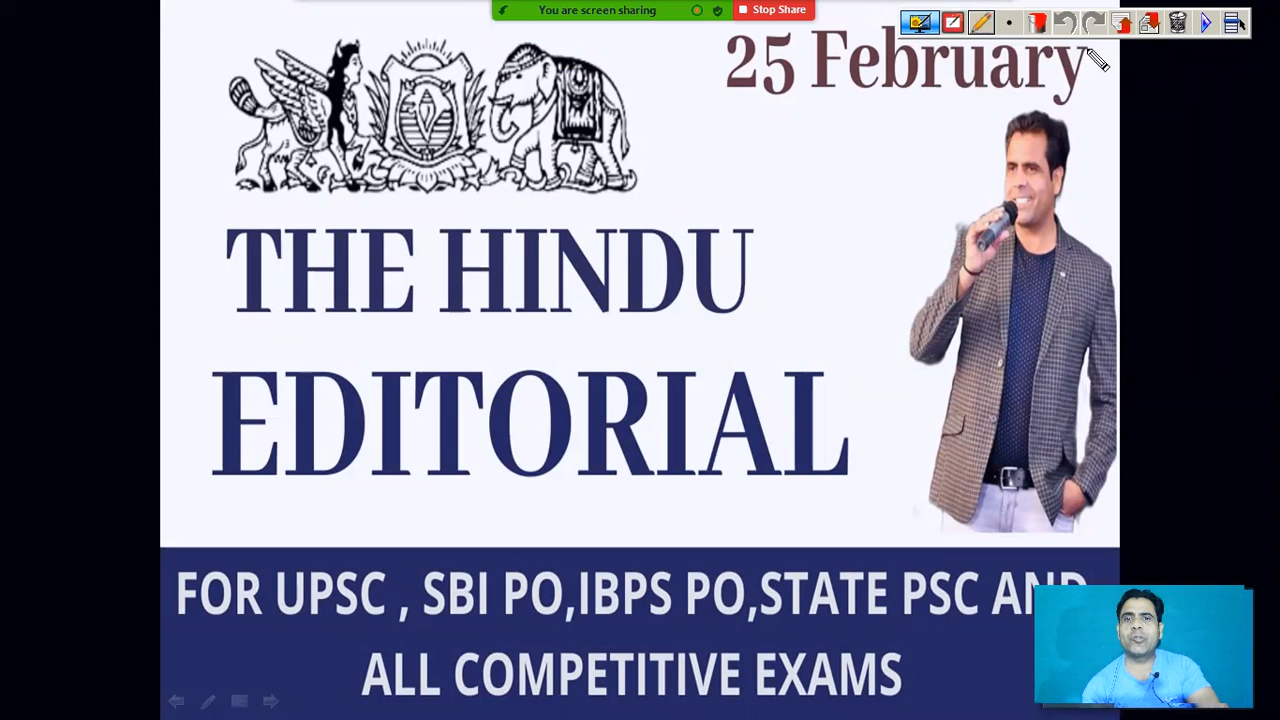 You are screen sharing
Stop Share
25 February
THE HINDU
EDITORIAL
FOR UPSC , SBI PO,IBPS PO,STATE PSC AND
ALL COMPETITIVE EXAMS